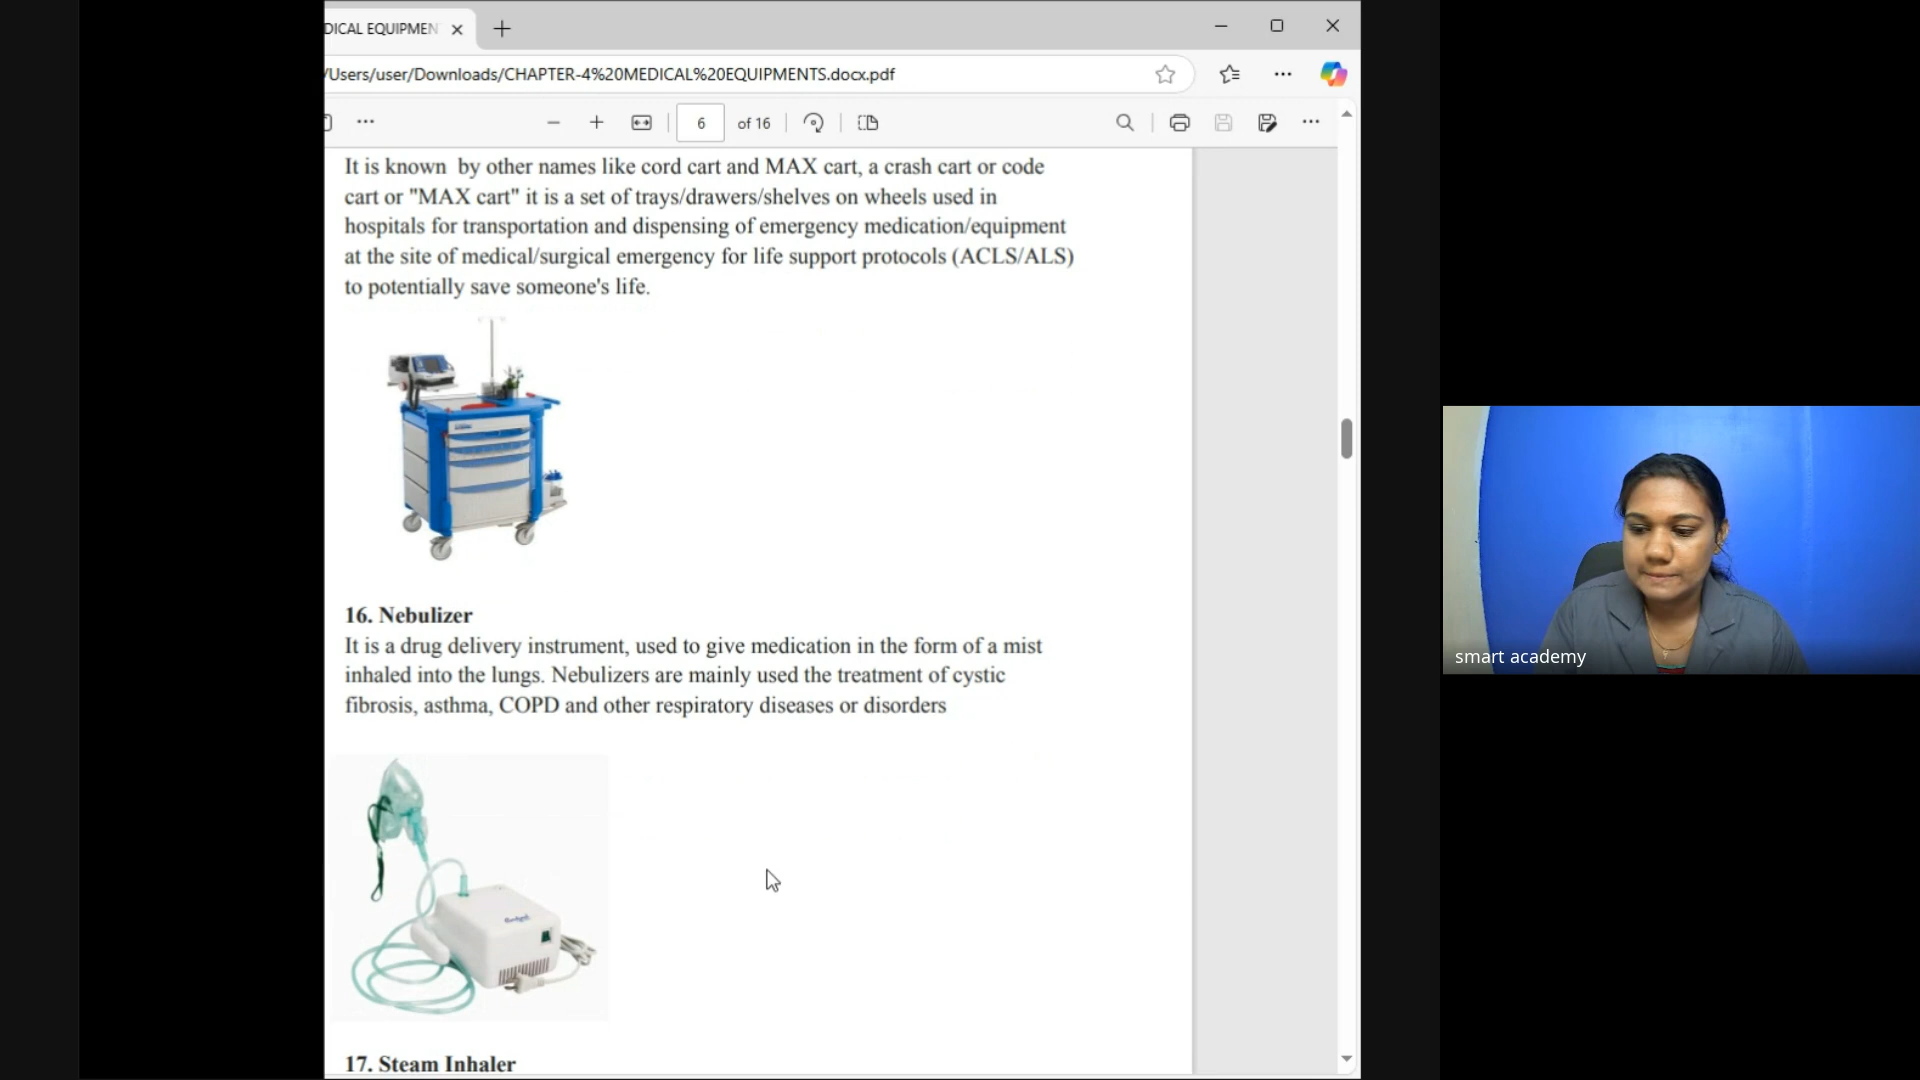 DICAL EQUIPMEN
/Users/user/Downloads/CHAPTER-4%20MEDICAL%20EQUIPMENTS.docx.pdf
6 of 16
It is known  by other names like cord cart and MAX cart, a crash cart or code
cart or "MAX cart" it is a set of trays/drawers/shelves on wheels used in
hospitals for transportation and dispensing of emergency medication/equipment
at the site of medical/surgical emergency for life support protocols (ACLS/ALS)
to potentially save someone's life.
16. Nebulizer
It is a drug delivery instrument, used to give medication in the form of a mist
inhaled into the lungs. Nebulizers are mainly used the treatment of cystic
fibrosis, asthma, COPD and other respiratory diseases or disorders
17. Steam Inhaler
smart academy